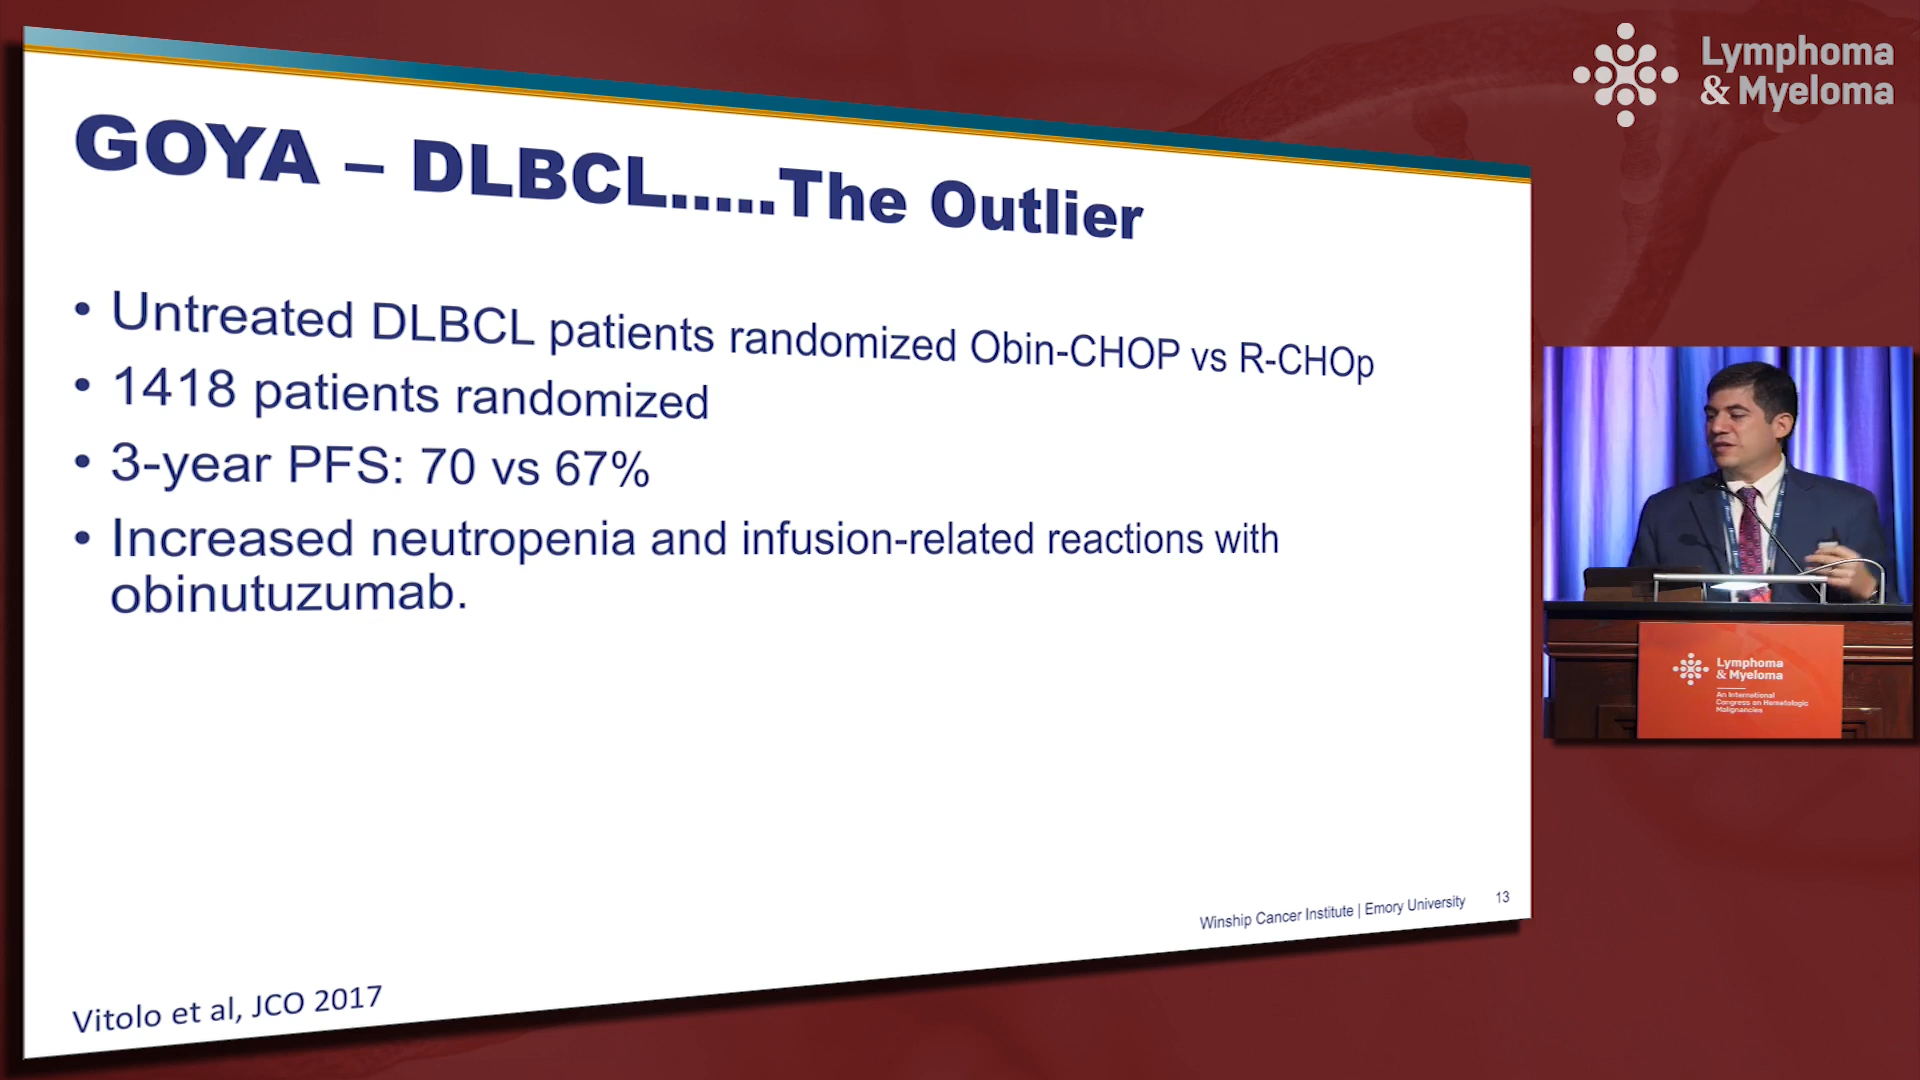 GOYA – DLBCL.....The Outlier
• Untreated DLBCL patients randomized Obin-CHOP vs R-CHOp
• 1418 patients randomized
• 3-year PFS: 70 vs 67%
• Increased neutropenia and infusion-related reactions with
obinutuzumab.
Winship Cancer Institute | Emory University 13
Vitolo et al, JCO 2017
Lymphoma
& Myeloma
Lymphoma
& Myeloma
An International
Congress on Hematologic
Malignancies